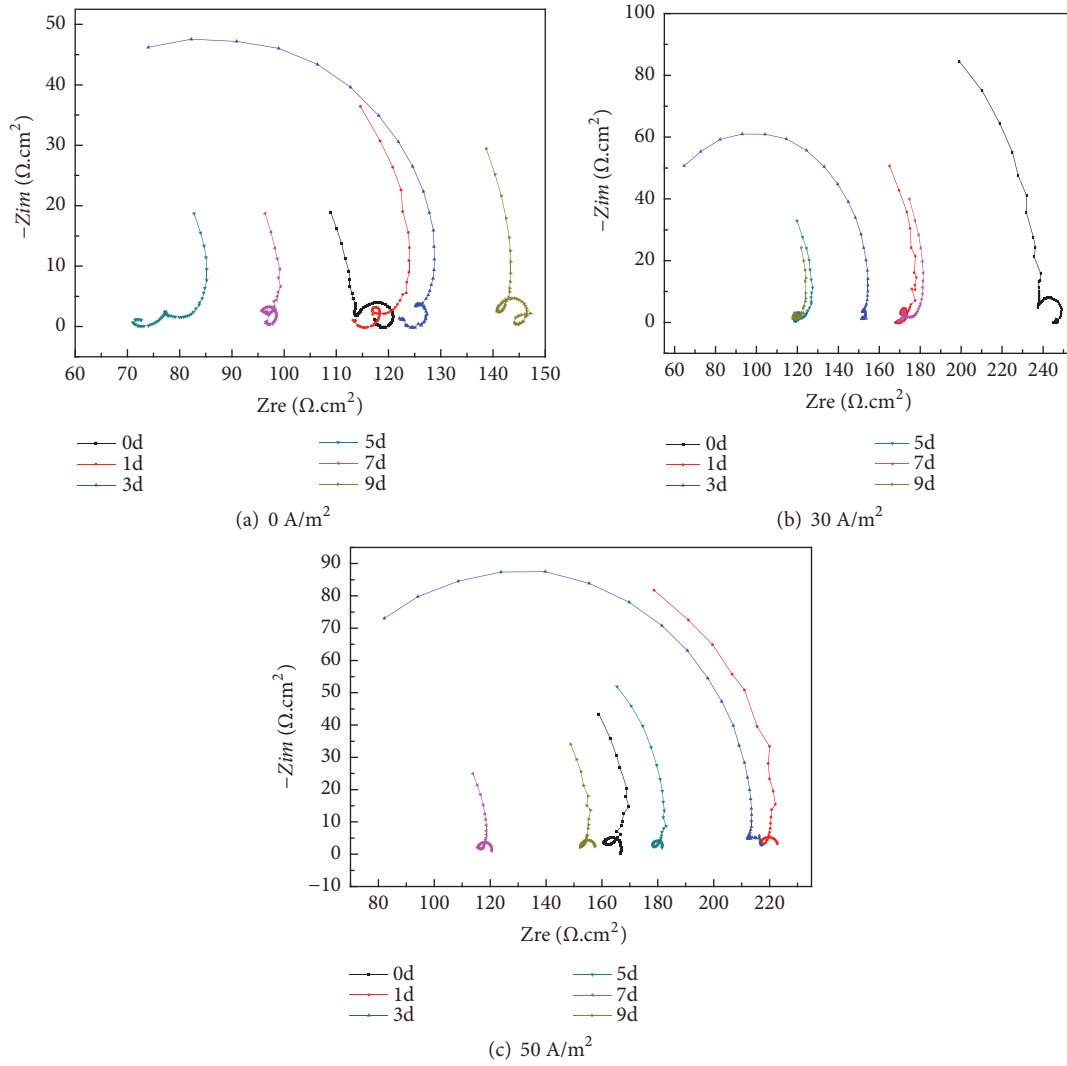 50
40
30
20
10
0
−Zim (Ω.cm²)
60 70 80 90 100 110 120 130 140 150
Zre (Ω.cm²)
0d 5d
1d 7d
3d 9d
(a) 0 A/m²
100
80
60
40
20
0
−Zim (Ω.cm²)
60 80 100 120 140 160 180 200 220 240
Zre (Ω.cm²)
0d 5d
1d 7d
3d 9d
(b) 30 A/m²
90
80
70
60
50
40
30
20
10
0
−10
−Zim (Ω.cm²)
80 100 120 140 160 180 200 220
Zre (Ω.cm²)
0d 5d
1d 7d
3d 9d
(c) 50 A/m²